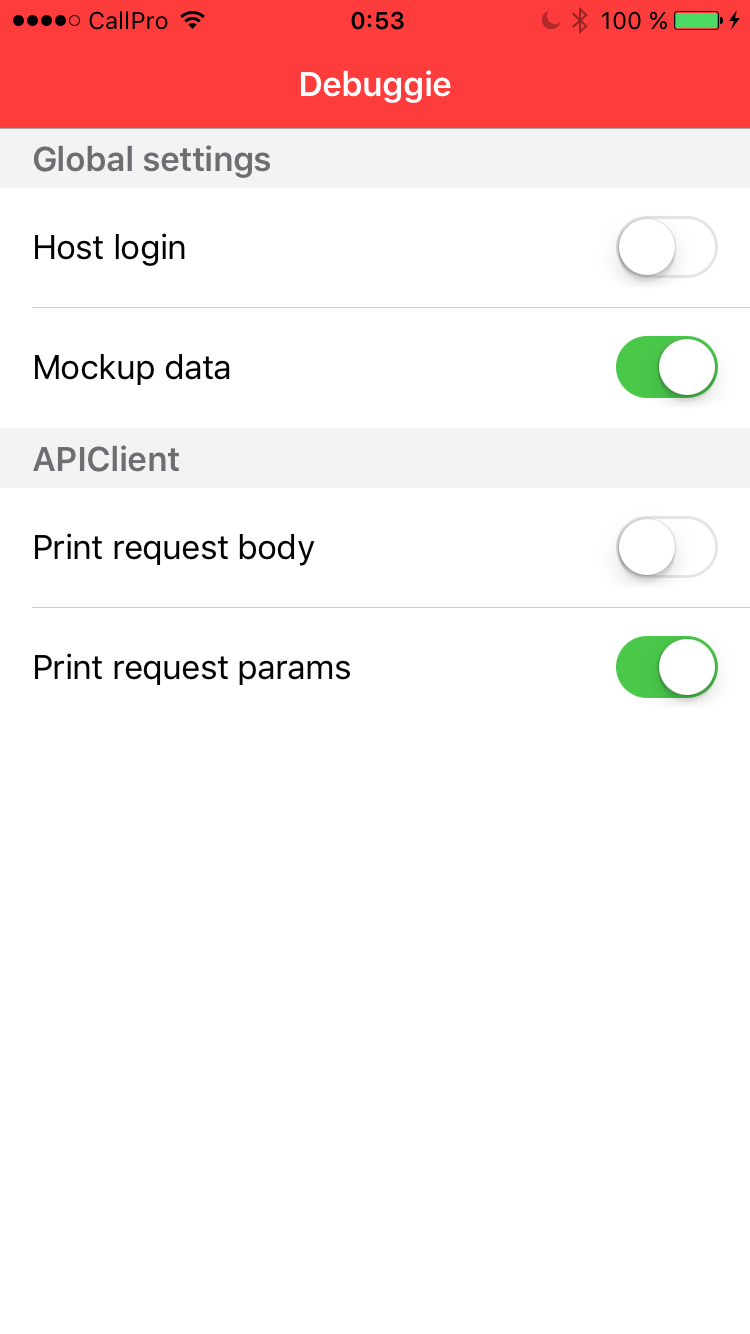 CallPro 0:53 100 %
Debuggie
Global settings
Host login
Mockup data
APIClient
Print request body
Print request params